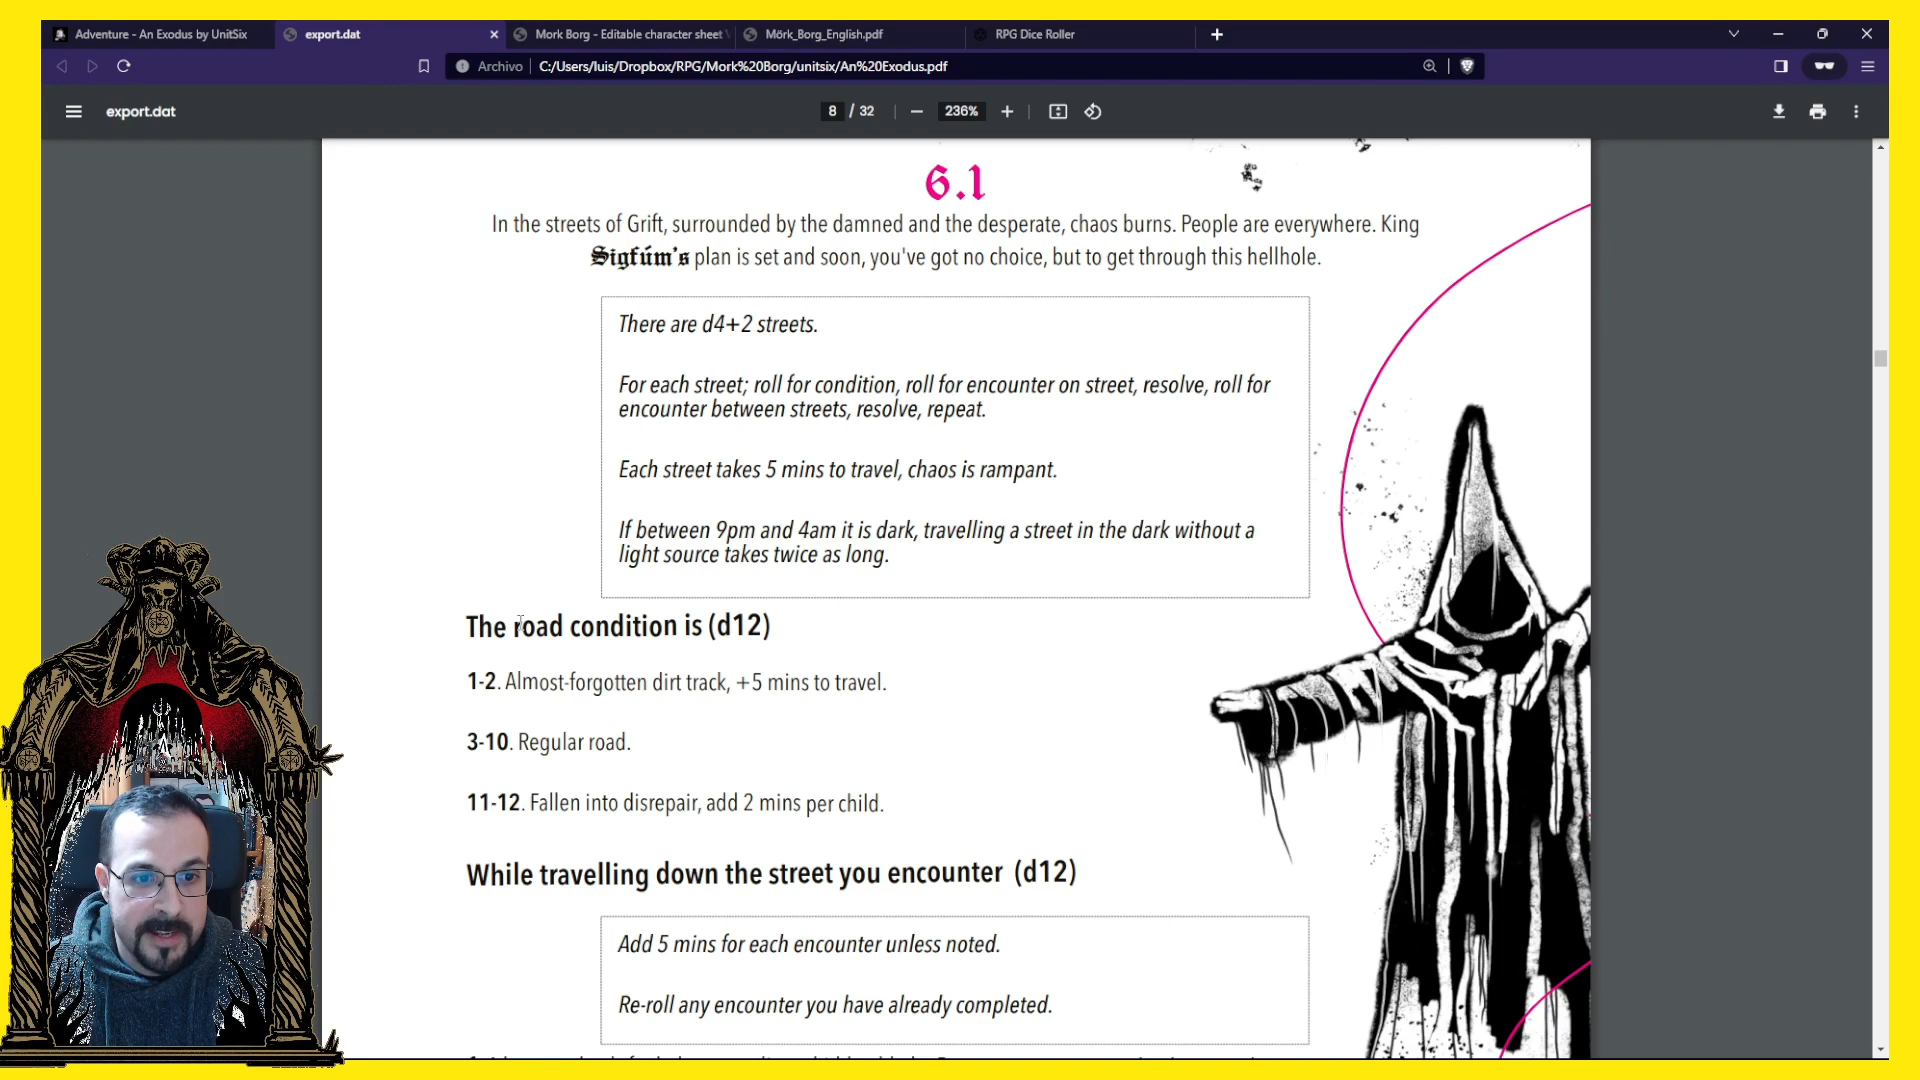 Adventure - An Exodus by UnitSix
export.dat
Mork Borg - Editable character sheet
Mörk_Borg_English.pdf
RPG Dice Roller
Archivo
C:/Users/luis/Dropbox/RPG/Mork%20Borg/unitsix/An%20Exodus.pdf
export.dat
8 / 32
236%
6.1
In the streets of Grift, surrounded by the damned and the desperate, chaos burns. People are everywhere. King
Sigfúm's plan is set and soon, you've got no choice, but to get through this hellhole.
There are d4+2 streets.
For each street; roll for condition, roll for encounter on street, resolve, roll for
encounter between streets, resolve, repeat.
Each street takes 5 mins to travel, chaos is rampant.
If between 9pm and 4am it is dark, travelling a street in the dark without a
light source takes twice as long.
The road condition is (d12)
1-2. Almost-forgotten dirt track, +5 mins to travel.
3-10. Regular road.
11-12. Fallen into disrepair, add 2 mins per child.
While travelling down the street you encounter (d12)
Add 5 mins for each encounter unless noted.
Re-roll any encounter you have already completed.